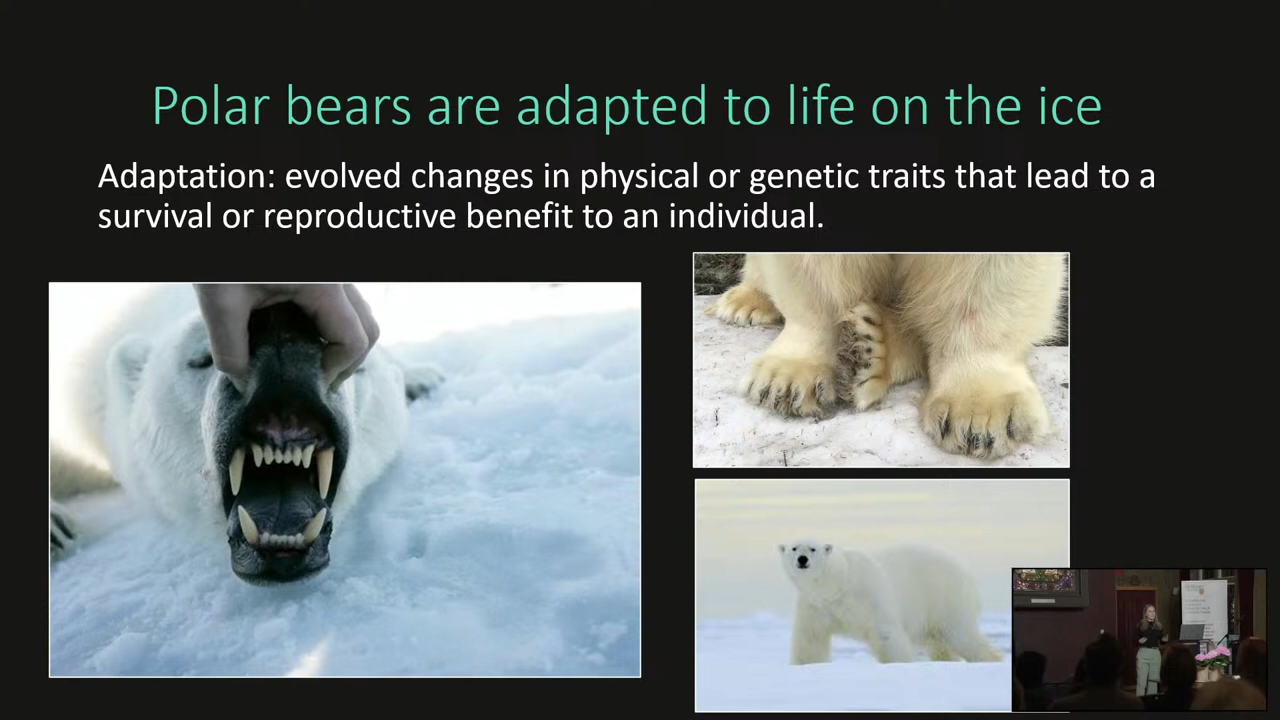 Polar bears are adapted to life on the ice
Adaptation: evolved changes in physical or genetic traits that lead to a
survival or reproductive benefit to an individual.